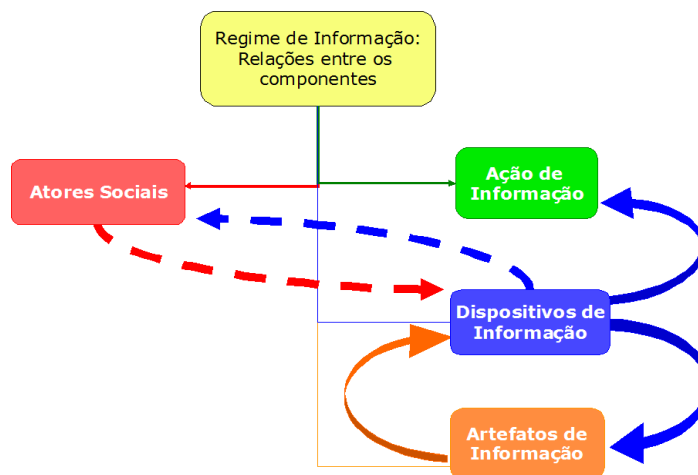 Regime de Informação:
Relações entre os
componentes
Atores Sociais
Ação de
Informação
Dispositivos de
Informação
Artefatos de
Informação